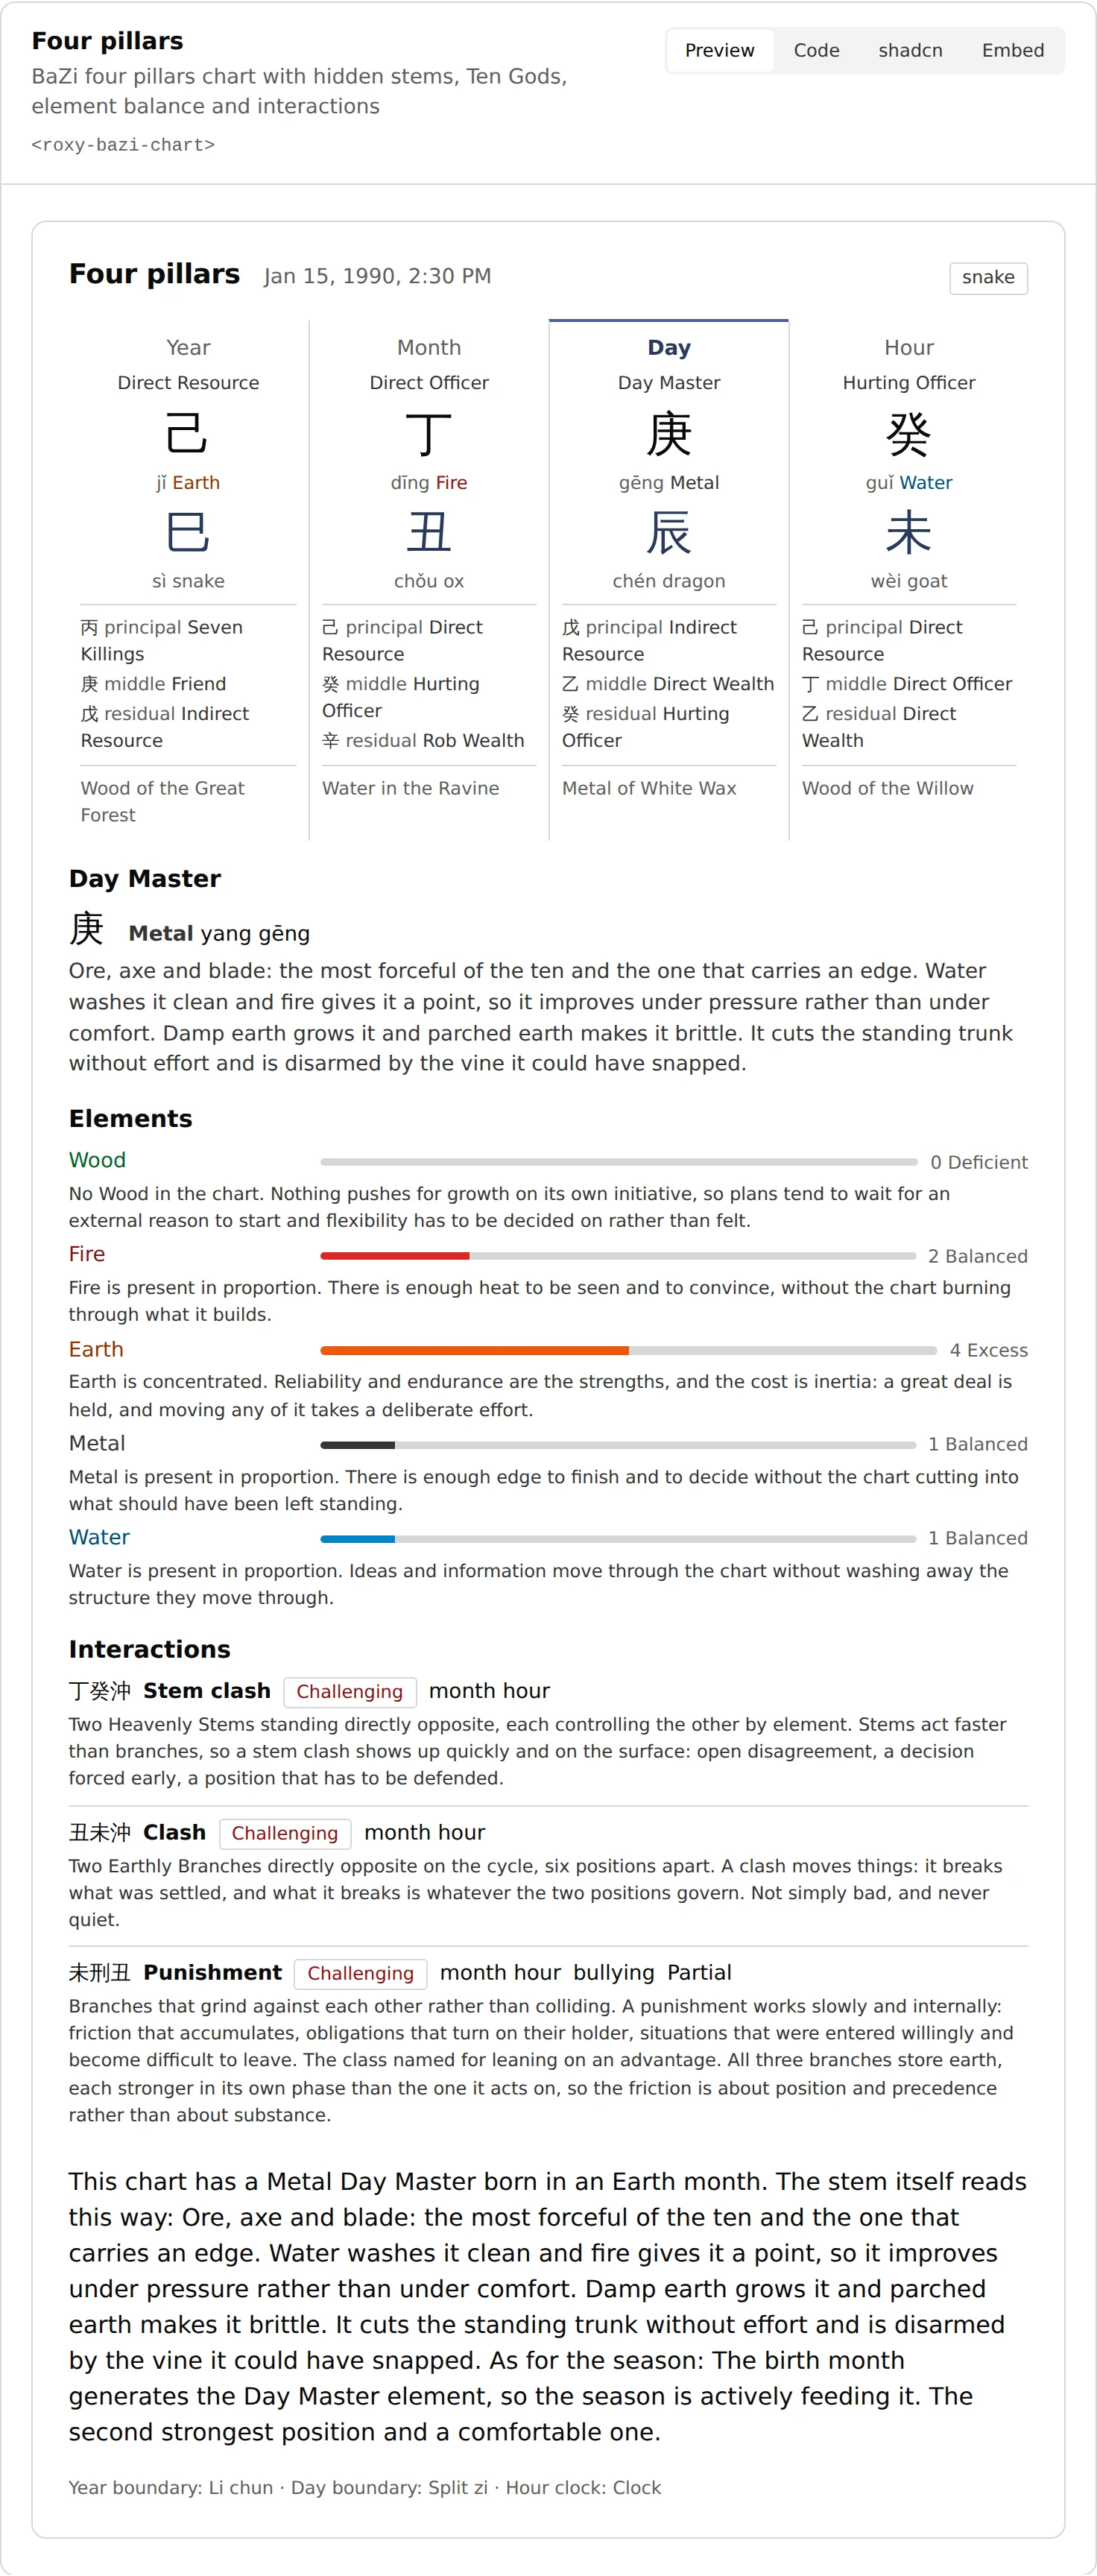 Four pillars
BaZi four pillars chart with hidden stems, Ten Gods,
element balance and interactions
<roxy-bazi-chart>
Preview Code shadcn Embed
Four pillars Jan 15, 1990, 2:30 PM snake
Year Month Day Hour
Direct Resource Direct Officer Day Master Hurting Officer
己 丁 庚 癸
jǐ Earth dīng Fire gēng Metal guǐ Water
巳 丑 辰 未
sì snake chǒu ox chén dragon wèi goat
丙 principal Seven
Killings
庚 middle Friend
戊 residual Indirect
Resource
Wood of the Great
Forest
己 principal Direct
Resource
癸 middle Hurting
Officer
辛 residual Rob Wealth
Water in the Ravine
戊 principal Indirect
Resource
乙 middle Direct Wealth
癸 residual Hurting
Officer
Metal of White Wax
己 principal Direct
Resource
丁 middle Direct Officer
乙 residual Direct
Wealth
Wood of the Willow
Day Master
庚 Metal yang gēng
Ore, axe and blade: the most forceful of the ten and the one that carries an edge. Water
washes it clean and fire gives it a point, so it improves under pressure rather than under
comfort. Damp earth grows it and parched earth makes it brittle. It cuts the standing trunk
without effort and is disarmed by the vine it could have snapped.
Elements
Wood 0 Deficient
No Wood in the chart. Nothing pushes for growth on its own initiative, so plans tend to wait for an
external reason to start and flexibility has to be decided on rather than felt.
Fire 2 Balanced
Fire is present in proportion. There is enough heat to be seen and to convince, without the chart burning
through what it builds.
Earth 4 Excess
Earth is concentrated. Reliability and endurance are the strengths, and the cost is inertia: a great deal is
held, and moving any of it takes a deliberate effort.
Metal 1 Balanced
Metal is present in proportion. There is enough edge to finish and to decide without the chart cutting into
what should have been left standing.
Water 1 Balanced
Water is present in proportion. Ideas and information move through the chart without washing away the
structure they move through.
Interactions
丁癸沖 Stem clash Challenging month hour
Two Heavenly Stems standing directly opposite, each controlling the other by element. Stems act faster
than branches, so a stem clash shows up quickly and on the surface: open disagreement, a decision
forced early, a position that has to be defended.
丑未沖 Clash Challenging month hour
Two Earthly Branches directly opposite on the cycle, six positions apart. A clash moves things: it breaks
what was settled, and what it breaks is whatever the two positions govern. Not simply bad, and never
quiet.
未刑丑 Punishment Challenging month hour bullying Partial
Branches that grind against each other rather than colliding. A punishment works slowly and internally:
friction that accumulates, obligations that turn on their holder, situations that were entered willingly and
become difficult to leave. The class named for leaning on an advantage. All three branches store earth,
each stronger in its own phase than the one it acts on, so the friction is about position and precedence
rather than about substance.
This chart has a Metal Day Master born in an Earth month. The stem itself reads
this way: Ore, axe and blade: the most forceful of the ten and the one that
carries an edge. Water washes it clean and fire gives it a point, so it improves
under pressure rather than under comfort. Damp earth grows it and parched
earth makes it brittle. It cuts the standing trunk without effort and is disarmed
by the vine it could have snapped. As for the season: The birth month
generates the Day Master element, so the season is actively feeding it. The
second strongest position and a comfortable one.
Year boundary: Li chun · Day boundary: Split zi · Hour clock: Clock